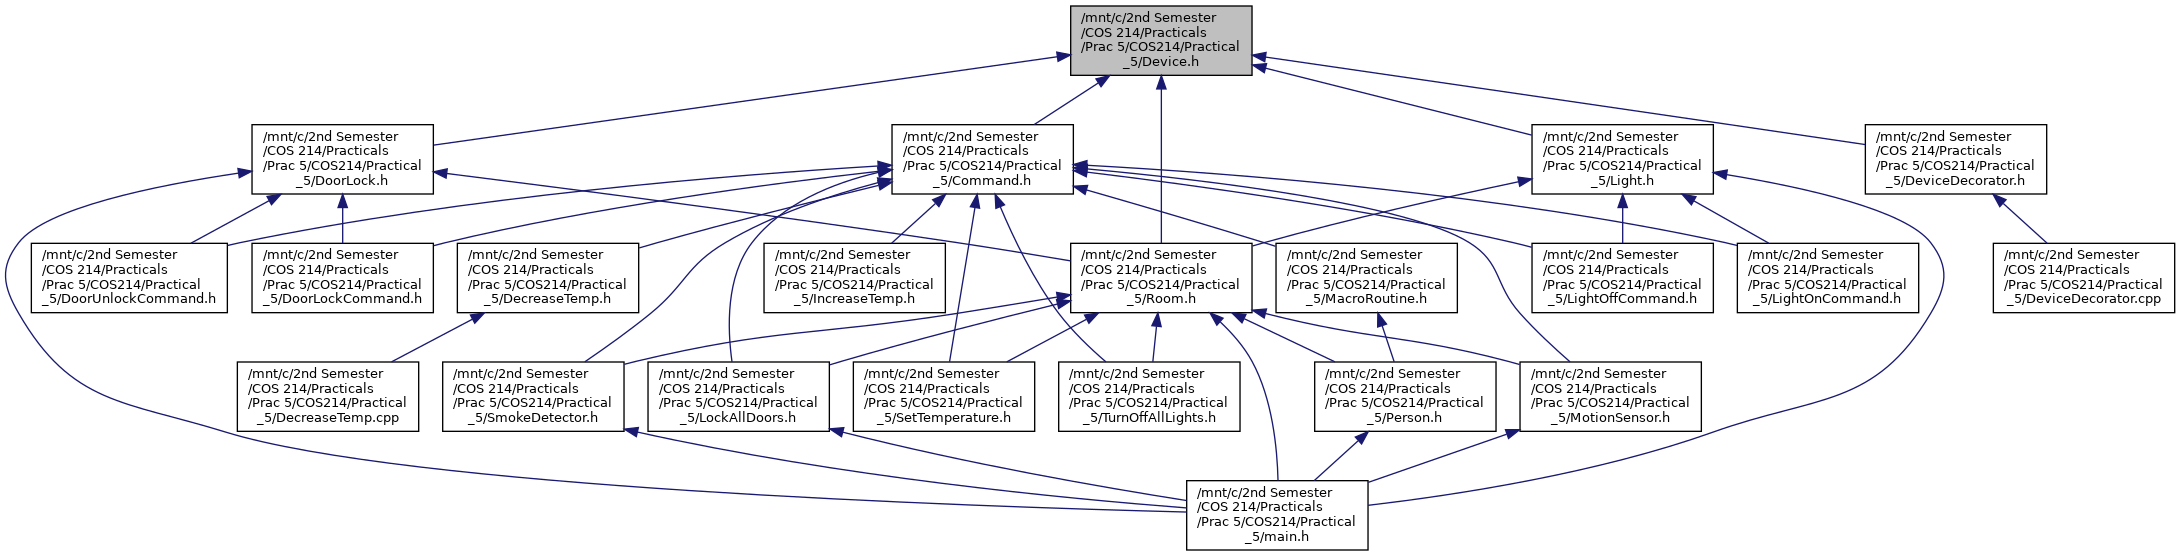 /mnt/c/2nd Semester
/COS 214/Practicals
/Prac 5/COS214/Practical
_5/Device.h
/mnt/c/2nd Semester
/COS 214/Practicals
/Prac 5/COS214/Practical
_5/DoorLock.h
/mnt/c/2nd Semester
/COS 214/Practicals
/Prac 5/COS214/Practical
_5/Command.h
/mnt/c/2nd Semester
/COS 214/Practicals
/Prac 5/COS214/Practical
_5/Light.h
/mnt/c/2nd Semester
/COS 214/Practicals
/Prac 5/COS214/Practical
_5/DeviceDecorator.h
/mnt/c/2nd Semester
/COS 214/Practicals
/Prac 5/COS214/Practical
_5/DoorUnlockCommand.h
/mnt/c/2nd Semester
/COS 214/Practicals
/Prac 5/COS214/Practical
_5/DoorLockCommand.h
/mnt/c/2nd Semester
/COS 214/Practicals
/Prac 5/COS214/Practical
_5/DecreaseTemp.h
/mnt/c/2nd Semester
/COS 214/Practicals
/Prac 5/COS214/Practical
_5/IncreaseTemp.h
/mnt/c/2nd Semester
/COS 214/Practicals
/Prac 5/COS214/Practical
_5/Room.h
/mnt/c/2nd Semester
/COS 214/Practicals
/Prac 5/COS214/Practical
_5/MacroRoutine.h
/mnt/c/2nd Semester
/COS 214/Practicals
/Prac 5/COS214/Practical
_5/LightOffCommand.h
/mnt/c/2nd Semester
/COS 214/Practicals
/Prac 5/COS214/Practical
_5/LightOnCommand.h
/mnt/c/2nd Semester
/COS 214/Practicals
/Prac 5/COS214/Practical
_5/DeviceDecorator.cpp
/mnt/c/2nd Semester
/COS 214/Practicals
/Prac 5/COS214/Practical
_5/DecreaseTemp.cpp
/mnt/c/2nd Semester
/COS 214/Practicals
/Prac 5/COS214/Practical
_5/SmokeDetector.h
/mnt/c/2nd Semester
/COS 214/Practicals
/Prac 5/COS214/Practical
_5/LockAllDoors.h
/mnt/c/2nd Semester
/COS 214/Practicals
/Prac 5/COS214/Practical
_5/SetTemperature.h
/mnt/c/2nd Semester
/COS 214/Practicals
/Prac 5/COS214/Practical
_5/TurnOffAllLights.h
/mnt/c/2nd Semester
/COS 214/Practicals
/Prac 5/COS214/Practical
_5/Person.h
/mnt/c/2nd Semester
/COS 214/Practicals
/Prac 5/COS214/Practical
_5/MotionSensor.h
/mnt/c/2nd Semester
/COS 214/Practicals
/Prac 5/COS214/Practical
_5/main.h